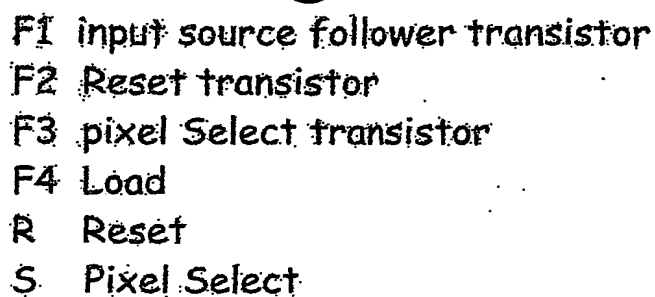 F1 input source follower transistor
F2 Reset transistor
F3 pixel Select transistor
F4 Load
R Reset
S Pixel Select